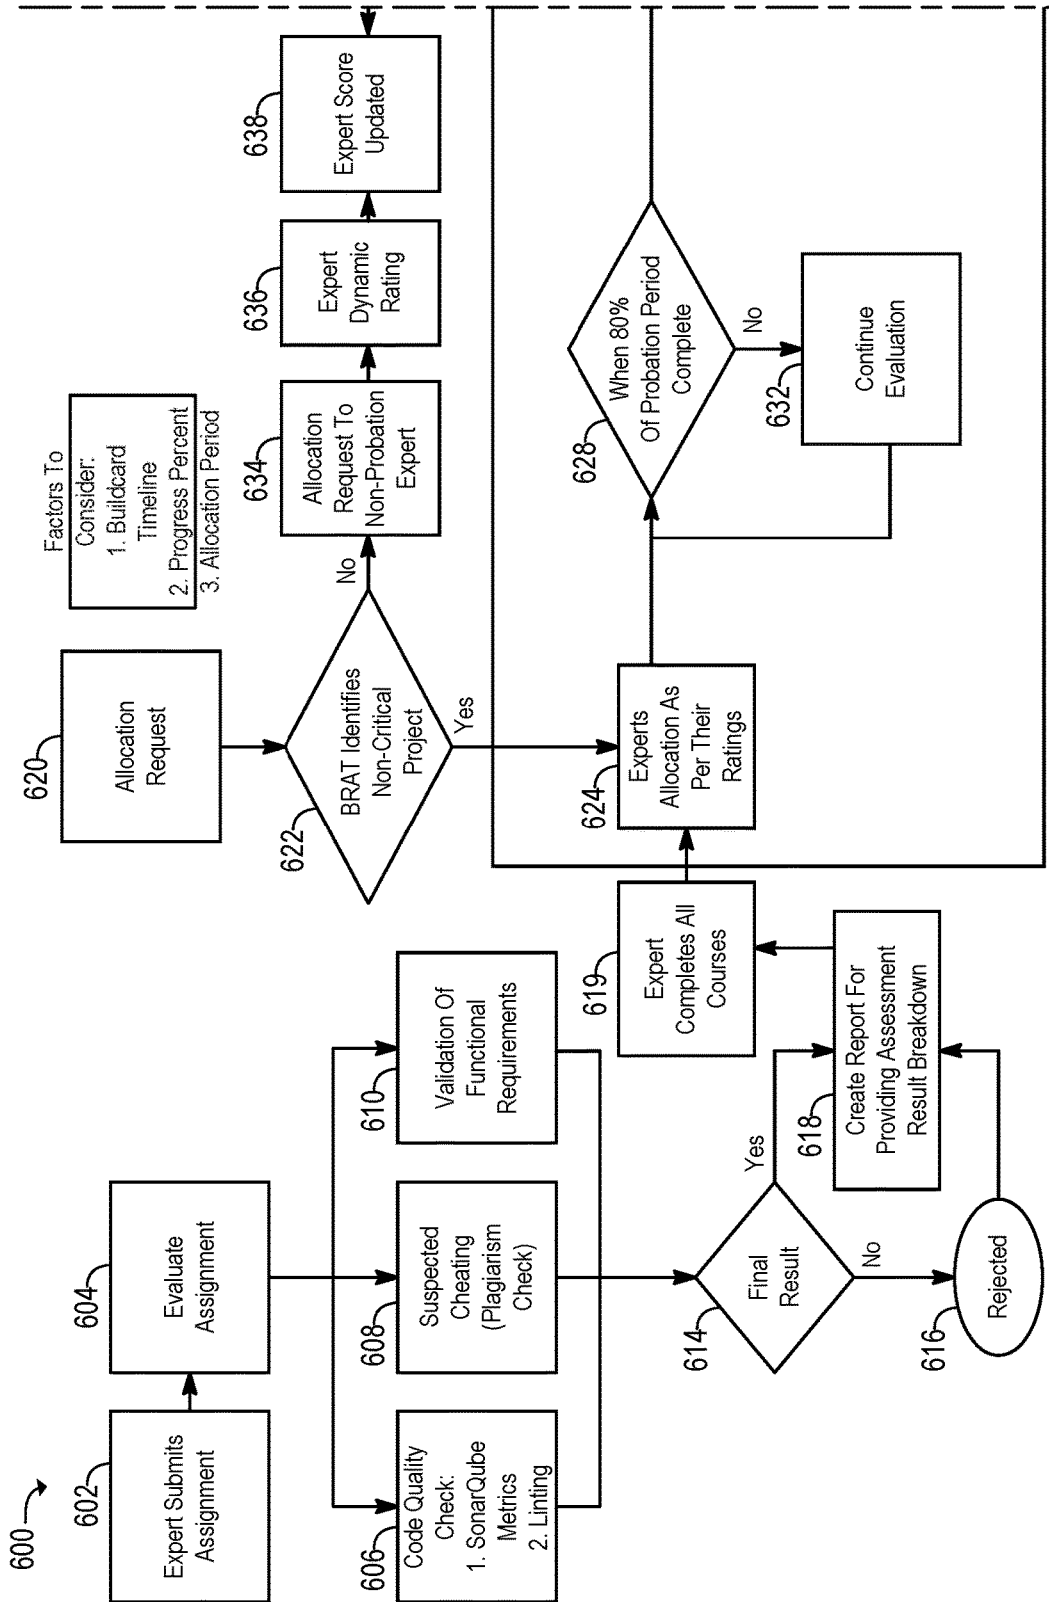 600
602
Expert Submits
Assignment
604
Evaluate
Assignment
606
Code Quality
Check:
1. SonarQube
Metrics
2. Linting
608
Suspected
Cheating
(Plagiarism
Check)
610
Validation Of
Functional
Requirements
614
Final
Result
Yes
No
616
Rejected
618
Create Report For
Providing Assessment
Result Breakdown
619
Expert
Completes All
Courses
620
Allocation
Request
Factors To
Consider:
1. Buildcard
Timeline
2. Progress Percent
3. Allocation Period
622
BRAT Identifies
Non-Critical
Project
No
Yes
634
Allocation
Request To
Non-Probation
Expert
636
Expert
Dynamic
Rating
638
Expert Score
Updated
624
Experts
Allocation As
Per Their
Ratings
628
When 80%
Of Probation Period
Complete
No
632
Continue
Evaluation